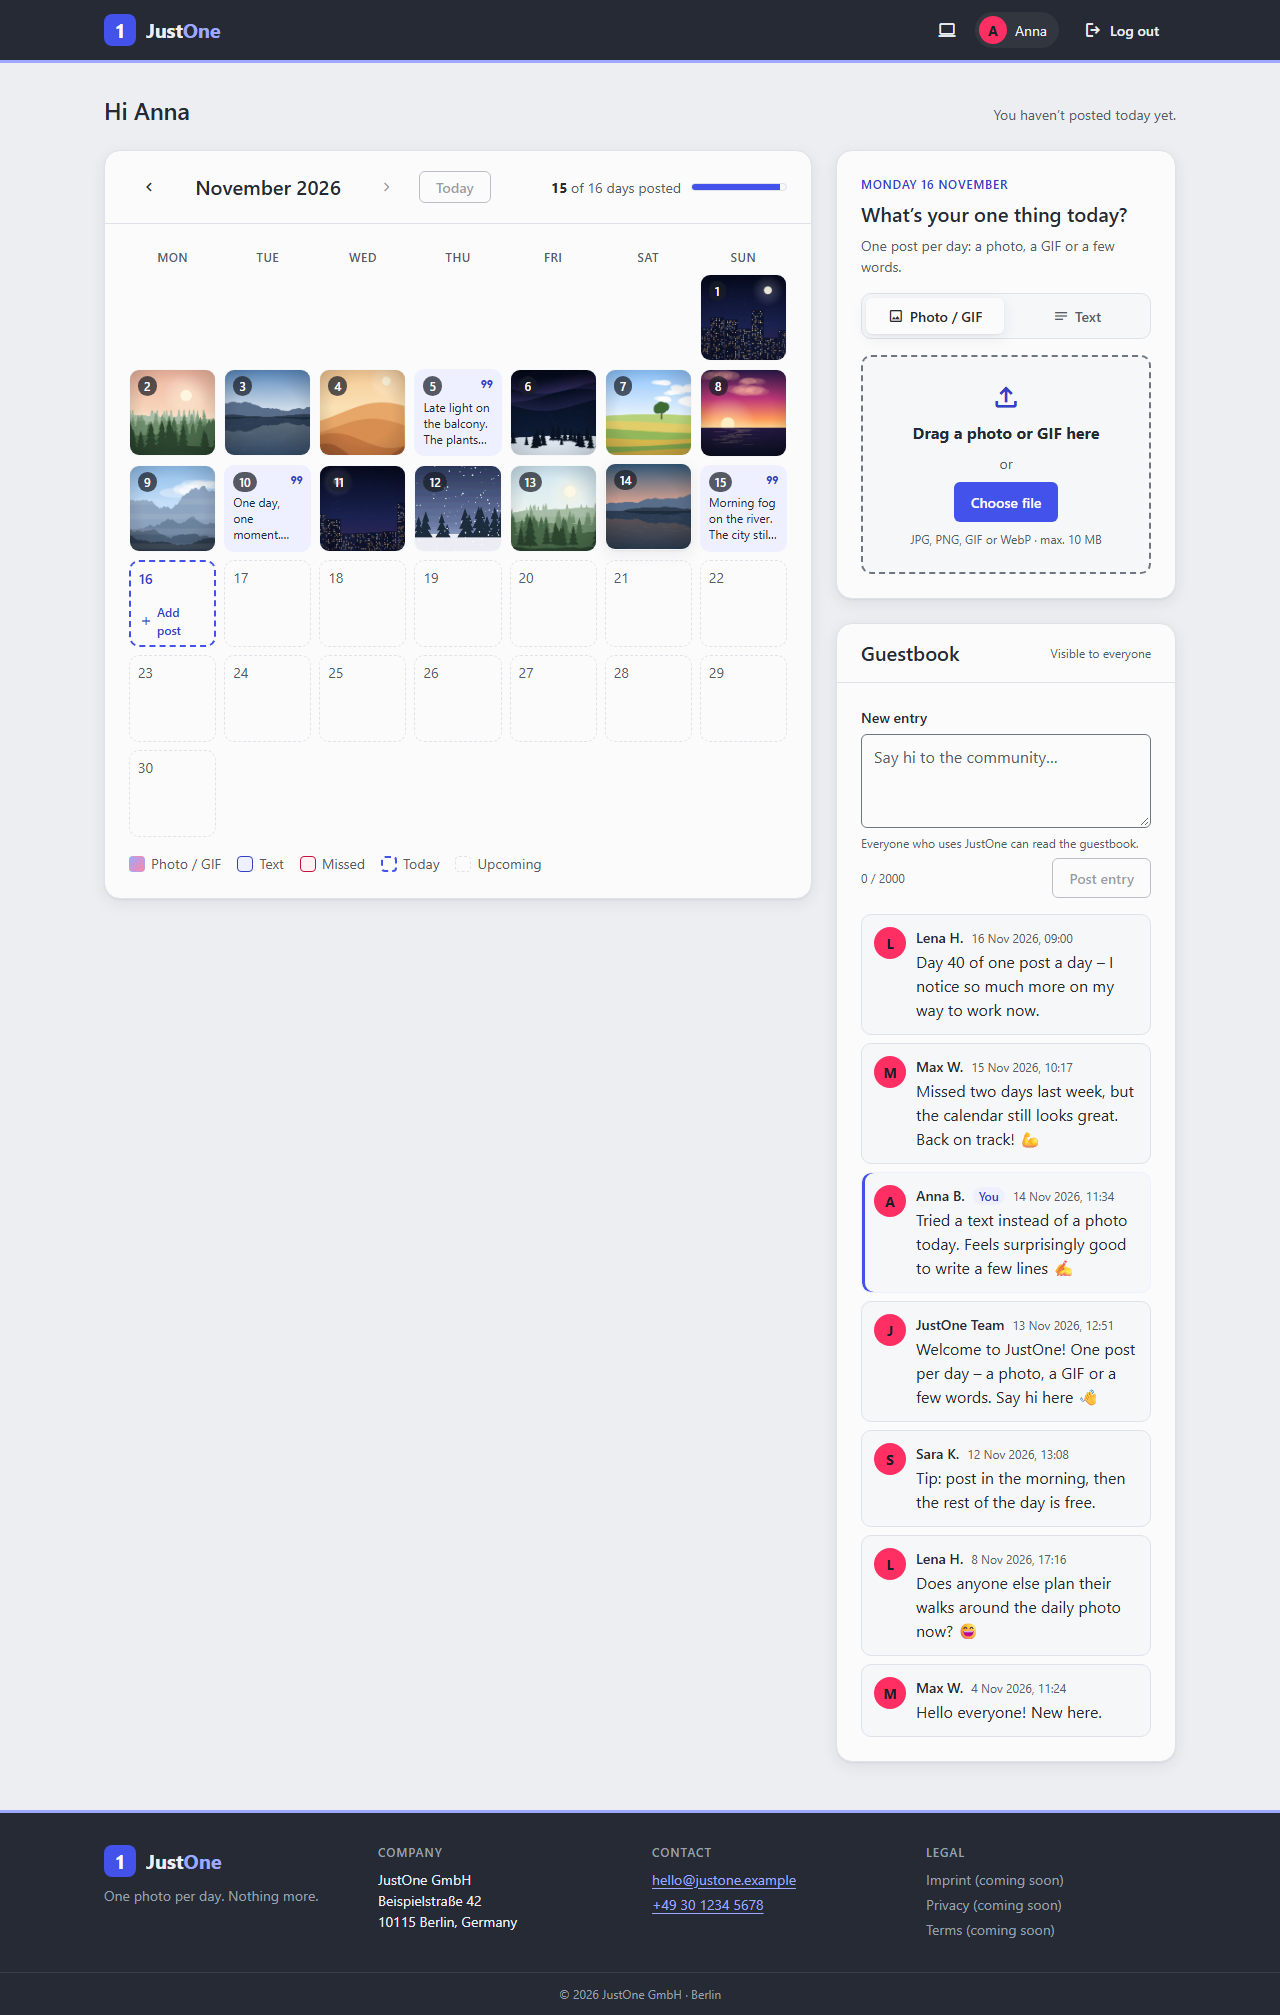 1 JustOne
A Anna
Log out
Hi Anna
You haven't posted today yet.
November 2026
Today
15 of 16 days posted
MON TUE WED THU FRI SAT SUN
1
2 3 4 5 6 7 8
Late light on
the balcony.
The plants...
9 10 11 12 13 14 15
One day,
one
moment....
Morning fog
on the river.
The city stil...
16 17 18 19 20 21 22
+ Add
post
23 24 25 26 27 28 29
30
Photo / GIF Text Missed Today Upcoming
MONDAY 16 NOVEMBER
What's your one thing today?
One post per day: a photo, a GIF or a few
words.
Photo / GIF Text
Drag a photo or GIF here
or
Choose file
JPG, PNG, GIF or WebP · max. 10 MB
Guestbook
Visible to everyone
New entry
Say hi to the community...
Everyone who uses JustOne can read the guestbook.
0 / 2000
Post entry
L Lena H. 16 Nov 2026, 09:00
Day 40 of one post a day – I
notice so much more on my
way to work now.
M Max W. 15 Nov 2026, 10:17
Missed two days last week, but
the calendar still looks great.
Back on track! 💪
A Anna B. You 14 Nov 2026, 11:34
Tried a text instead of a photo
today. Feels surprisingly good
to write a few lines ✍️
J JustOne Team 13 Nov 2026, 12:51
Welcome to JustOne! One post
per day – a photo, a GIF or a
few words. Say hi here 👋
S Sara K. 12 Nov 2026, 13:08
Tip: post in the morning, then
the rest of the day is free.
L Lena H. 8 Nov 2026, 17:16
Does anyone else plan their
walks around the daily photo
now? 😄
M Max W. 4 Nov 2026, 11:24
Hello everyone! New here.
1 JustOne
One photo per day. Nothing more.
COMPANY
JustOne GmbH
Beispielstraße 42
10115 Berlin, Germany
CONTACT
hello@justone.example
+49 30 1234 5678
LEGAL
Imprint (coming soon)
Privacy (coming soon)
Terms (coming soon)
© 2026 JustOne GmbH · Berlin